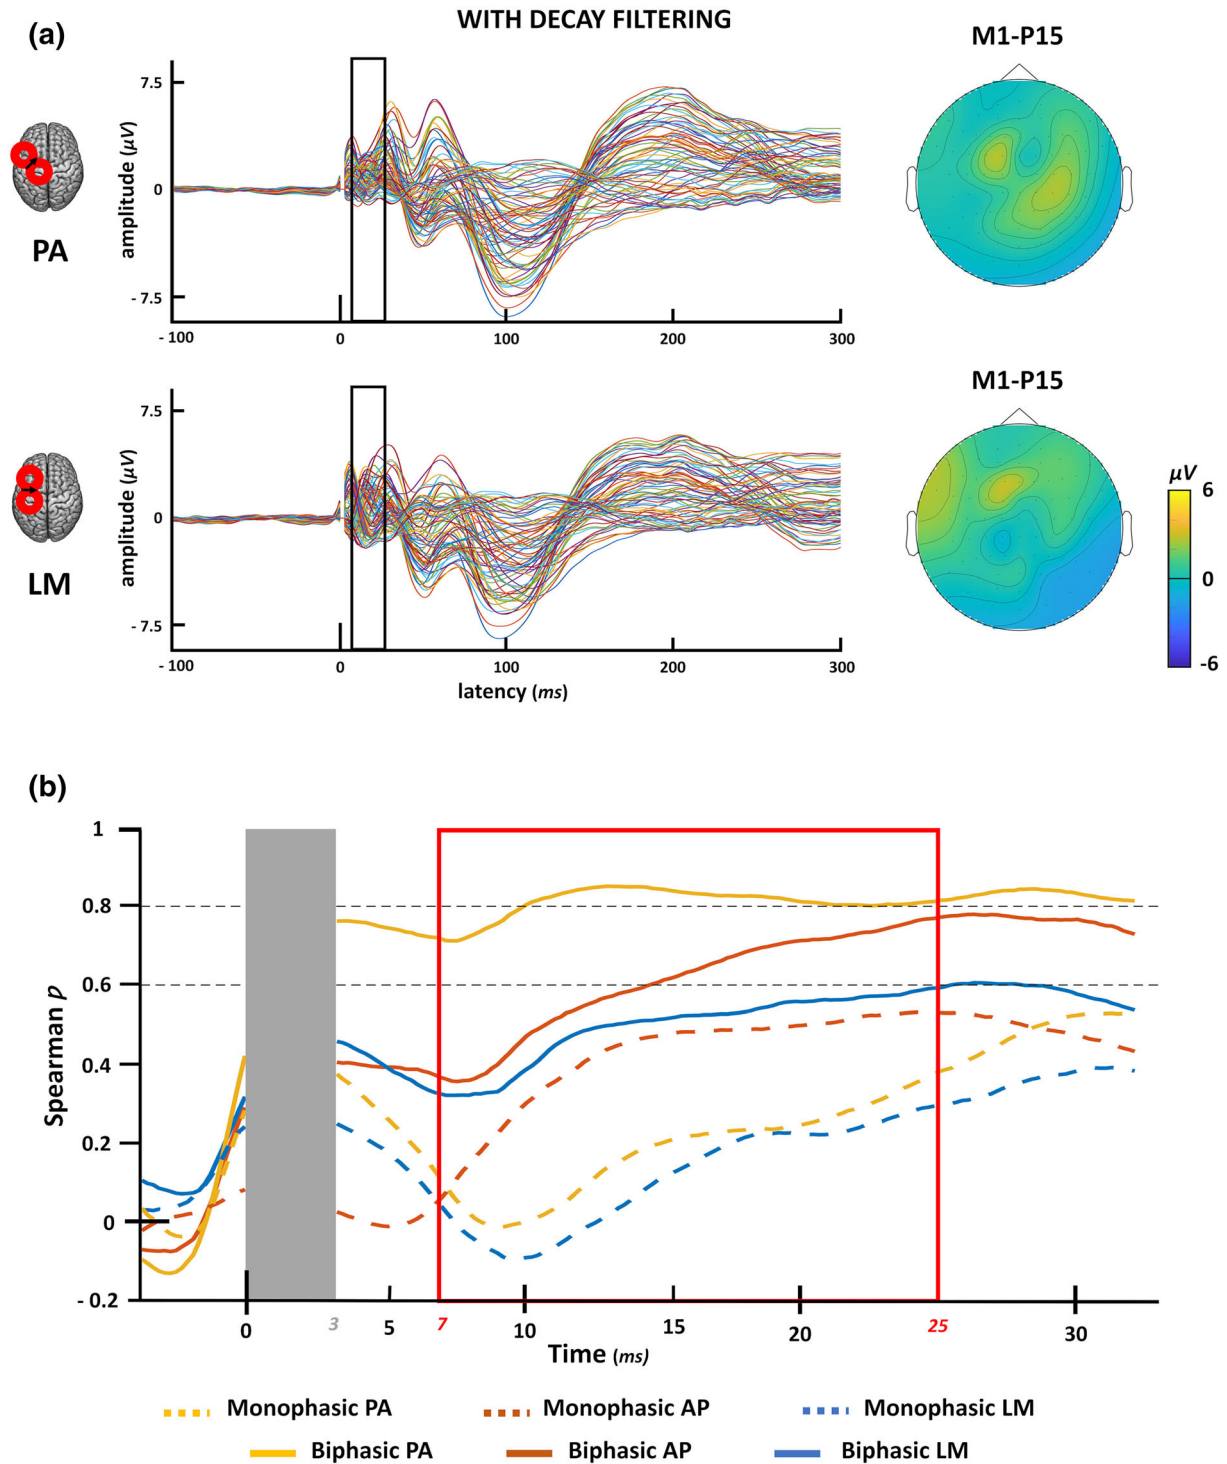 (a)
WITH DECAY FILTERING
M1-P15
7.5
0
- 7.5
amplitude (μV)
PA
- 100
0
100
200
300
M1-P15
7.5
0
- 7.5
amplitude (μV)
LM
- 100
0
100
200
300
latency (ms)
μV
6
0
-6
(b)
1
0.8
0.6
0.4
0.2
0
- 0.2
Spearman p
0
3
5
7
10
15
20
25
30
Time (ms)
Monophasic PA
Monophasic AP
Monophasic LM
Biphasic PA
Biphasic AP
Biphasic LM